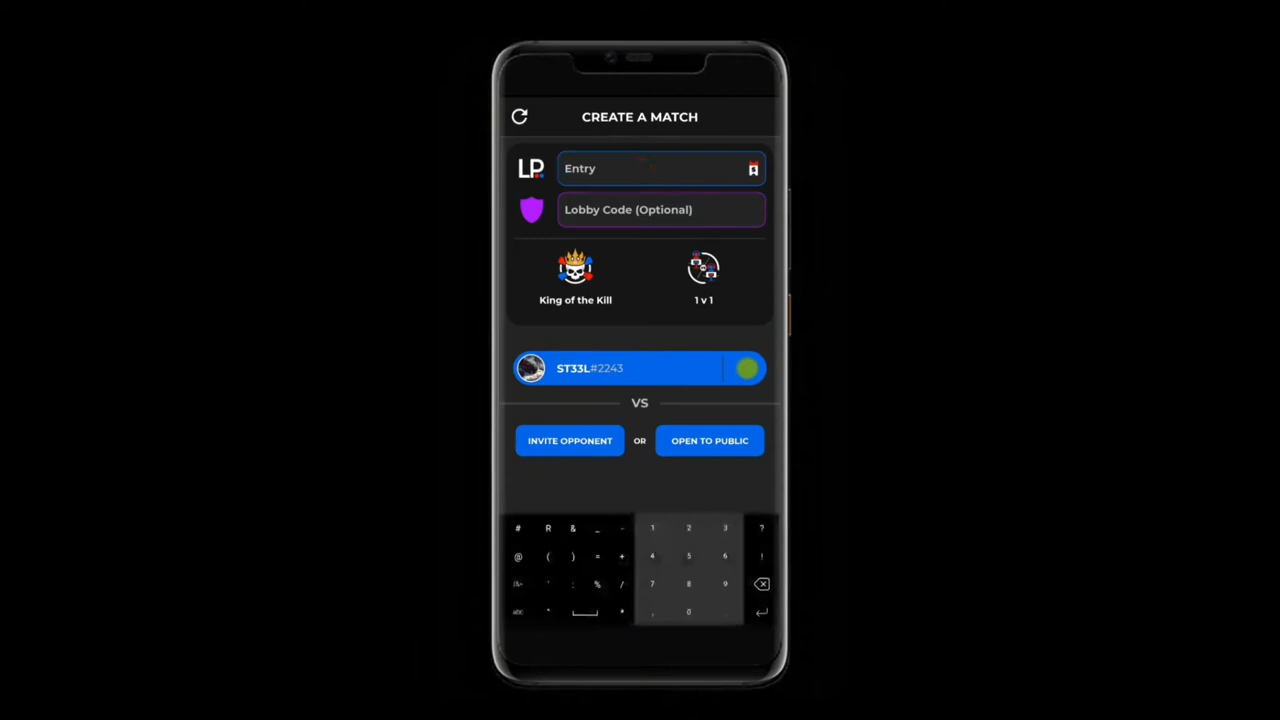 CREATE A MATCH
LP Entry
Lobby Code (Optional)
King of the Kill
1 v 1
ST33L#2243
VS
INVITE OPPONENT OR OPEN TO PUBLIC
# R & _ - 1 2 3 ?
@ ( ) = + 4 5 6 !
' : % / 7 8 9
abc " * , 0